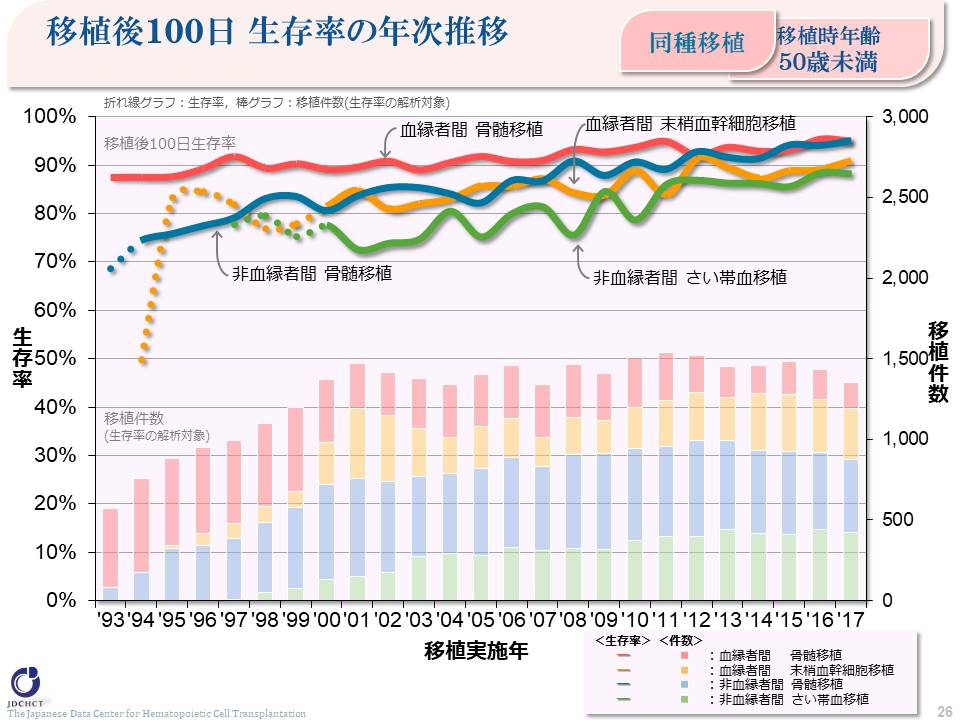 移植後100日 生存率の年次推移
同種移植
移植時年齢
50歳未満
折れ線グラフ：生存率，棒グラフ：移植件数(生存率の解析対象)
100%
90%
80%
70%
60%
50%
40%
30%
20%
10%
0%
生存率
3,000
2,500
2,000
1,500
1,000
500
0
移植件数
移植後100日生存率
血縁者間 骨髄移植
血縁者間 末梢血幹細胞移植
非血縁者間 骨髄移植
非血縁者間 さい帯血移植
移植件数
(生存率の解析対象)
'93 '94 '95 '96 '97 '98 '99 '00 '01 '02 '03 '04 '05 '06 '07 '08 '09 '10 '11 '12 '13 '14 '15 '16 '17
移植実施年
＜生存率＞ ＜件数＞
：血縁者間 骨髄移植
：血縁者間 末梢血幹細胞移植
：非血縁者間 骨髄移植
：非血縁者間 さい帯血移植
JDCHCT
The Japanese Data Center for Hematopoietic Cell Transplantation
26